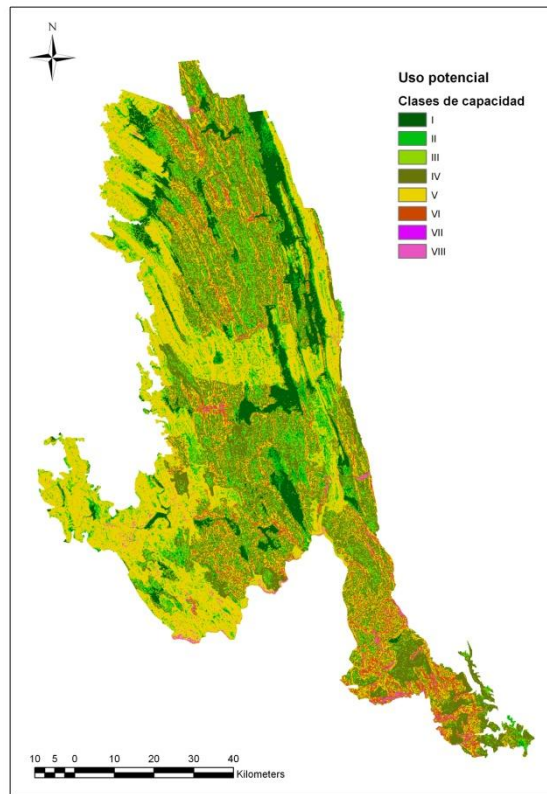 N
Uso potencial
Clases de capacidad
I
II
III
IV
V
VI
VII
VIII
10 5 0 10 20 30 40
Kilometers